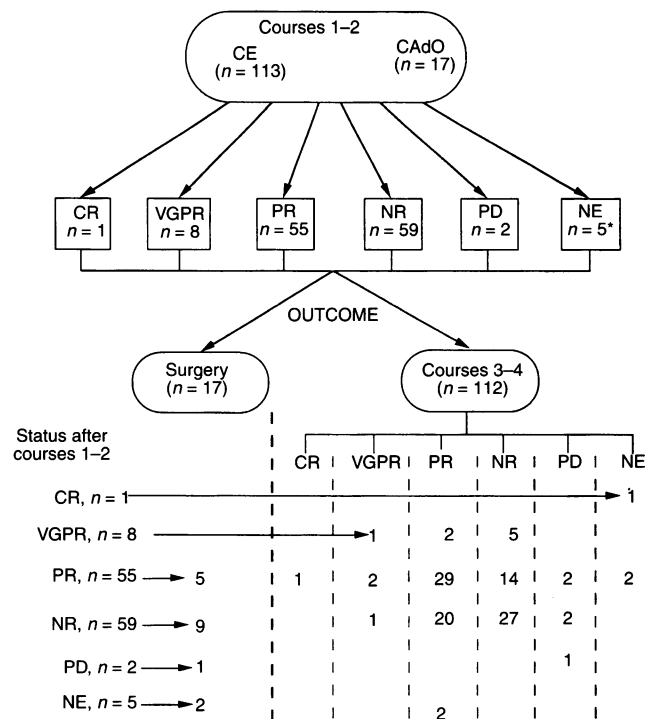 Courses 1–2
CE
(n = 113)
CAdO
(n = 17)
CR
n = 1
VGPR
n = 8
PR
n = 55
NR
n = 59
PD
n = 2
NE
n = 5*
OUTCOME
Surgery
(n = 17)
Courses 3–4
(n = 112)
Status after
courses 1–2
CR VGPR PR NR PD NE
CR, n = 1 1
VGPR, n = 8 1 2 5
PR, n = 55 5 1 2 29 14 2 2
NR, n = 59 9 1 20 27 2
PD, n = 2 1 1
NE, n = 5 2 2